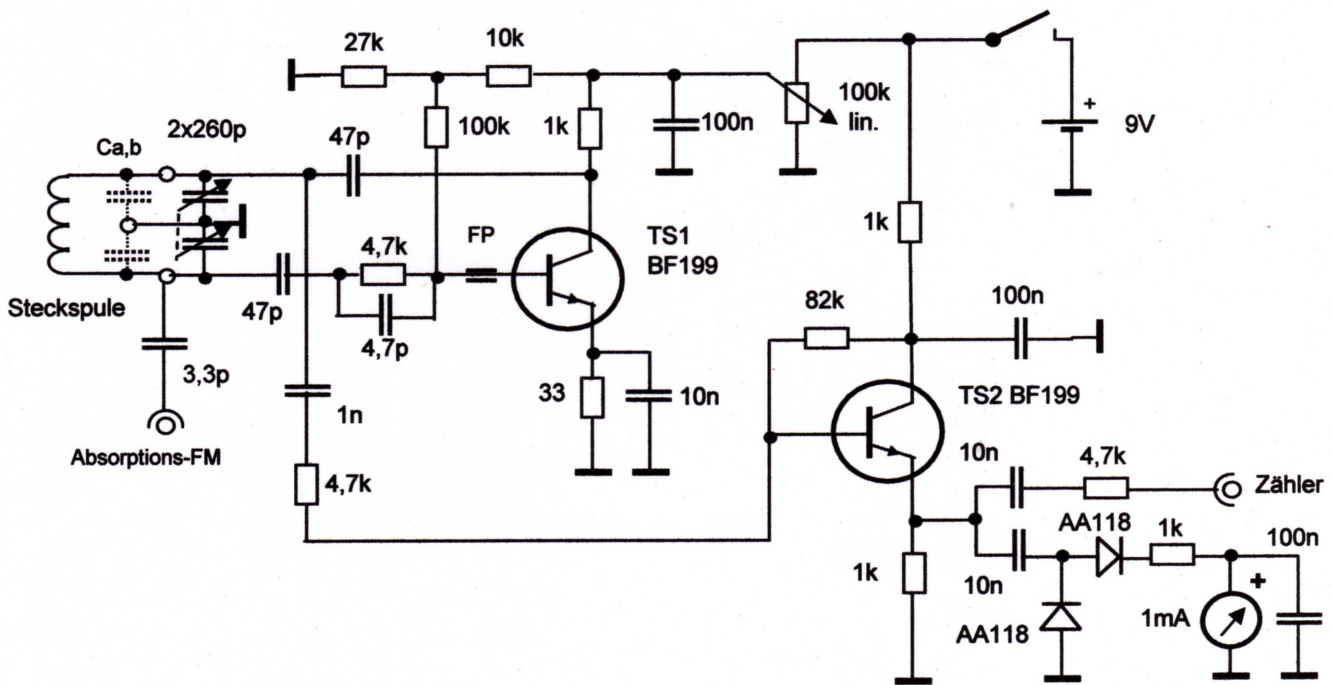 27k
10k
2x260p
Ca,b
47p
100k
1k
100n
100k
lin.
+
9V
FP
TS1
BF199
4,7k
47p
4,7p
Steckspule
3,3p
1n
33
10n
1k
82k
100n
TS2 BF199
Absorptions-FM
4,7k
10n
4,7k
Zähler
AA118
1k
100n
1k
10n
+
AA118
1mA